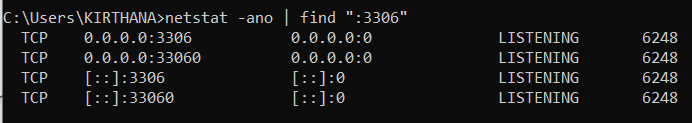 C:\Users\KIRTHANA>netstat -ano | find ":3306"
  TCP    0.0.0.0:3306           0.0.0.0:0              LISTENING       6248
  TCP    0.0.0.0:33060          0.0.0.0:0              LISTENING       6248
  TCP    [::]:3306              [::]:0                 LISTENING       6248
  TCP    [::]:33060             [::]:0                 LISTENING       6248